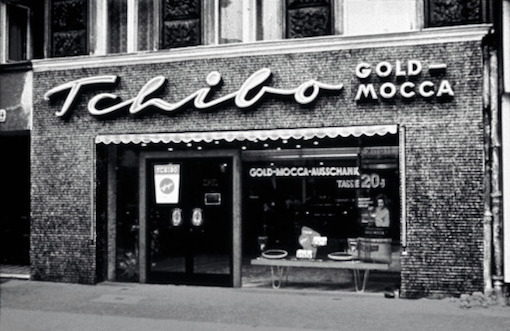 Tchibo
GOLD-
MOCCA
TCHIBO
GOLD-MOCCA-AUSSCHANK
TASSE 20,-